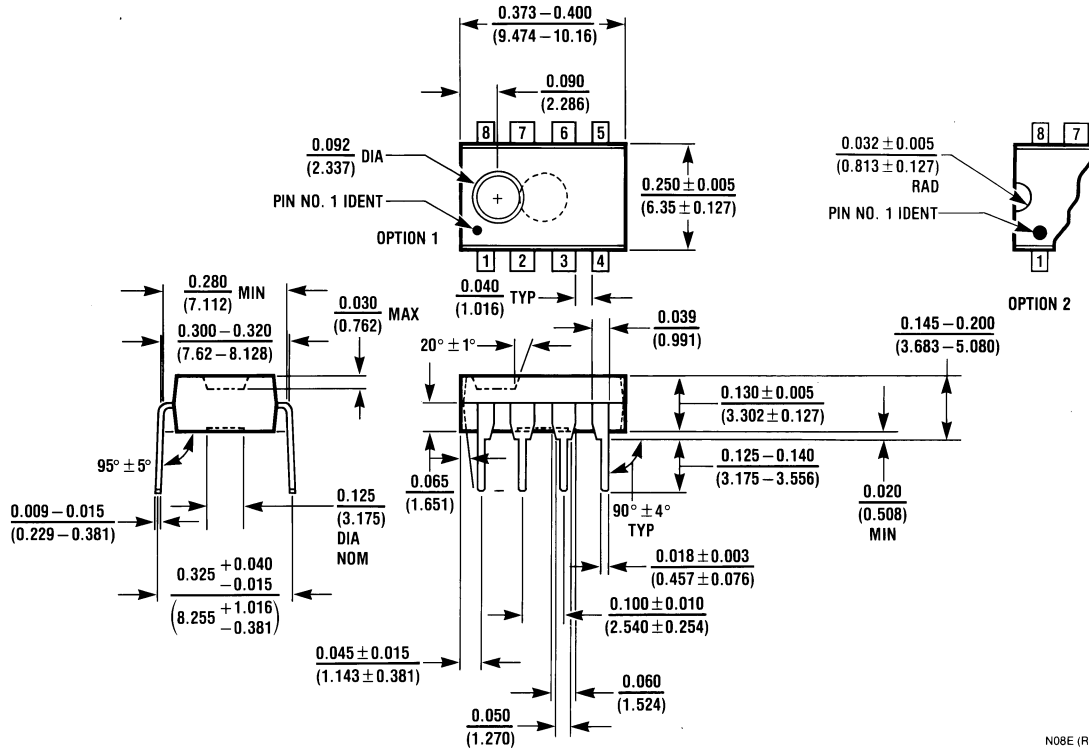 0.373–0.400
(9.474–10.16)
0.090
(2.286)
8 7 6 5
8 7
0.092
(2.337) DIA
0.032 ± 0.005
(0.813 ± 0.127)
RAD
0.250 ± 0.005
(6.35 ± 0.127)
PIN NO. 1 IDENT
PIN NO. 1 IDENT
+
OPTION 1
1 2 3 4
1
OPTION 2
0.280
(7.112) MIN
0.030
(0.762) MAX
0.040
(1.016) TYP
0.039
(0.991)
0.300–0.320
(7.62–8.128)
20° ± 1°
0.145–0.200
(3.683–5.080)
0.130 ± 0.005
(3.302 ± 0.127)
95° ± 5°
0.065
(1.651)
0.125–0.140
(3.175–3.556)
90° ± 4°
TYP
0.020
(0.508)
MIN
0.009–0.015
(0.229–0.381)
0.125
(3.175)
DIA
NOM
0.018 ± 0.003
(0.457 ± 0.076)
0.325 +0.040 −0.015
(8.255 +1.016 −0.381)
0.100 ± 0.010
(2.540 ± 0.254)
0.045 ± 0.015
(1.143 ± 0.381)
0.060
(1.524)
0.050
(1.270)
N08E (R